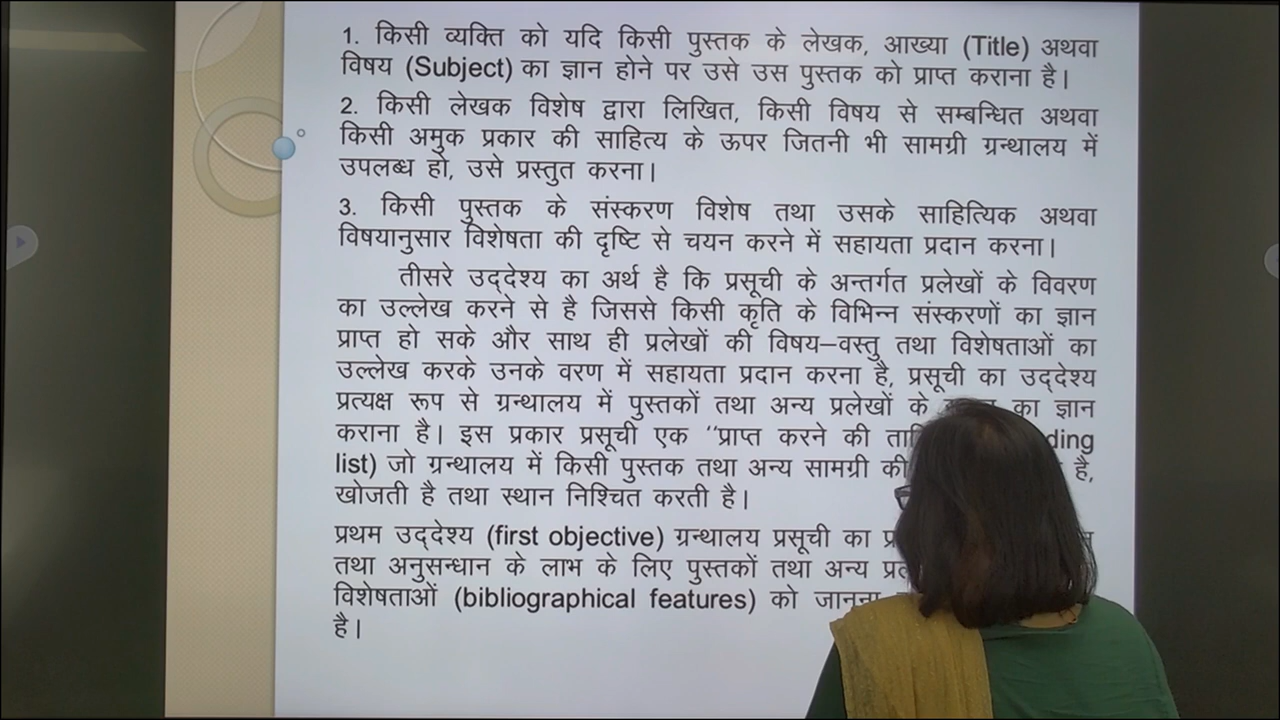 1. किसी व्यक्ति को यदि किसी पुस्तक के लेखक, आख्या (Title) अथवा
विषय (Subject) का ज्ञान होने पर उसे उस पुस्तक को प्राप्त कराना है।
2. किसी लेखक विशेष द्वारा लिखित, किसी विषय से सम्बन्धित अथवा
किसी अमुक प्रकार की साहित्य के ऊपर जितनी भी सामग्री ग्रन्थालय में
उपलब्ध हो, उसे प्रस्तुत करना।
3. किसी पुस्तक के संस्करण विशेष तथा उसके साहित्यिक अथवा
विषयानुसार विशेषता की दृष्टि से चयन करने में सहायता प्रदान करना।
तीसरे उद्देश्य का अर्थ है कि प्रसूची के अन्तर्गत प्रलेखों के विवरण
का उल्लेख करने से है जिससे किसी कृति के विभिन्न संस्करणों का ज्ञान
प्राप्त हो सके और साथ ही प्रलेखों की विषय–वस्तु तथा विशेषताओं का
उल्लेख करके उनके वरण में सहायता प्रदान करना है, प्रसूची का उद्देश्य
प्रत्यक्ष रूप से ग्रन्थालय में पुस्तकों तथा अन्य प्रलेखों के का ज्ञान
कराना है। इस प्रकार प्रसूची एक ‘‘प्राप्त करने की
list) जो ग्रन्थालय में किसी पुस्तक तथा अन्य सामग्री की है,
खोजती है तथा स्थान निश्चित करती है।
प्रथम उद्देश्य (first objective) ग्रन्थालय प्रसूची का
तथा अनुसन्धान के लाभ के लिए पुस्तकों तथा अन्य
विशेषताओं (bibliographical features) को जानना
है।